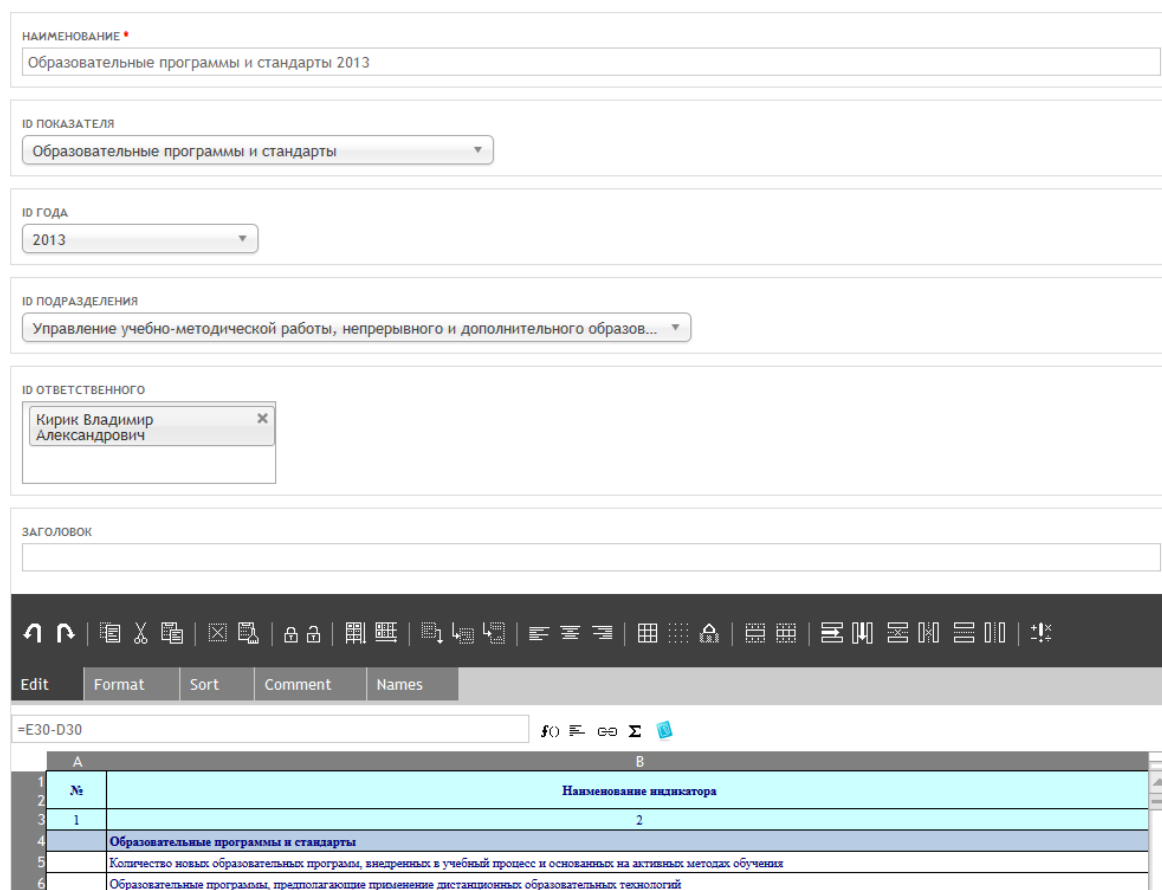 НАИМЕНОВАНИЕ *
Образовательные программы и стандарты 2013
ID ПОКАЗАТЕЛЯ
Образовательные программы и стандарты
ID ГОДА
2013
ID ПОДРАЗДЕЛЕНИЯ
Управление учебно-методической работы, непрерывного и дополнительного образов...
ID ОТВЕТСТВЕННОГО
Кирик Владимир
Александрович
ЗАГОЛОВОК
Edit Format Sort Comment Names
=E30-D30
A B
1
2
№ Наименование индикатора
3 1 2
4 Образовательные программы и стандарты
5 Количество новых образовательных программ, внедренных в учебный процесс и основанных на активных методах обучения
6 Образовательные программы, предполагающие применение дистанционных образовательных технологий